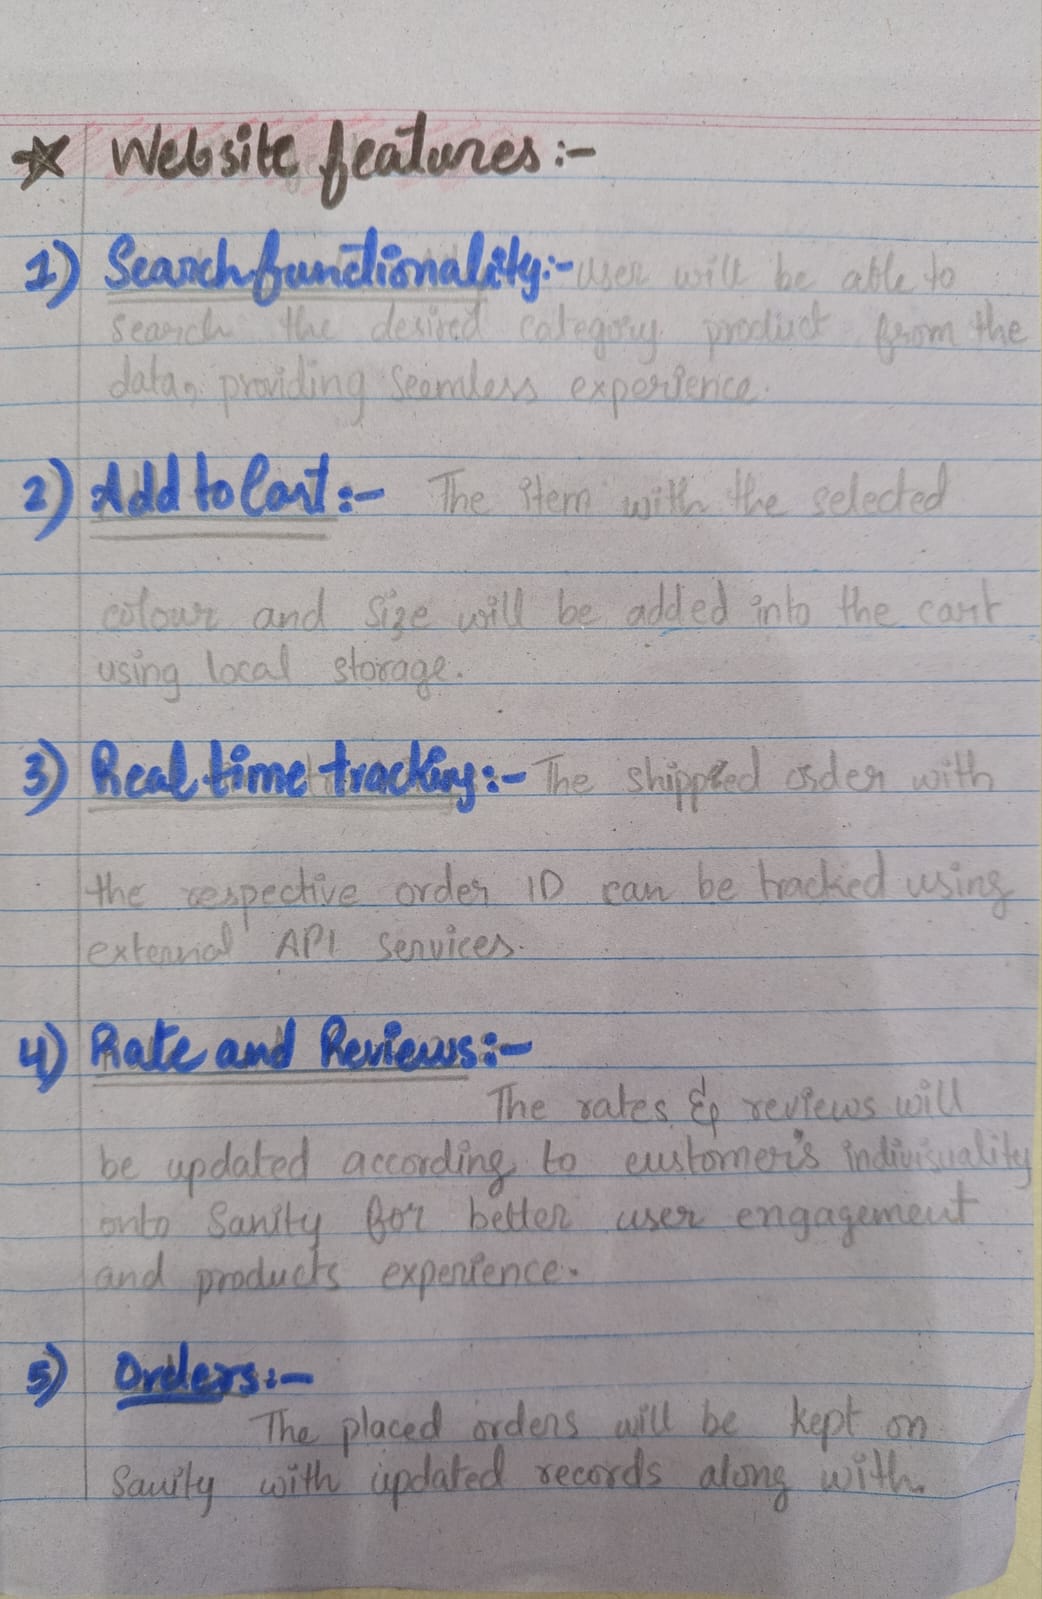 ★ Website features:-
1) Search functionality:- User will be able to
search the desired category product from the
data, providing seamless experience.
2) Add to Cart:- The item with the selected
colour and size will be added into the cart
using local storage.
3) Real time tracking:- The shipped order with
the respective order ID can be tracked using
external API services.
4) Rate and Reviews:-
The rates & reviews will
be updated according to customer's indivisuality
onto Sanity for better user engagement
and products experience.
5) Orders:-
The placed orders will be kept on
Sanity with updated records along with